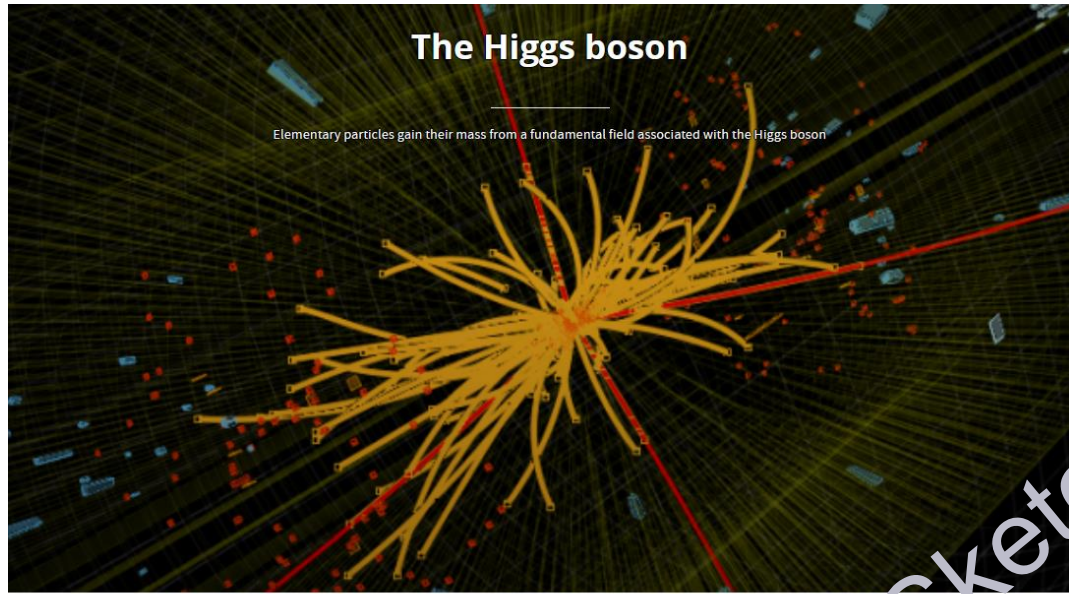 The Higgs boson
Elementary particles gain their mass from a fundamental field associated with the Higgs boson